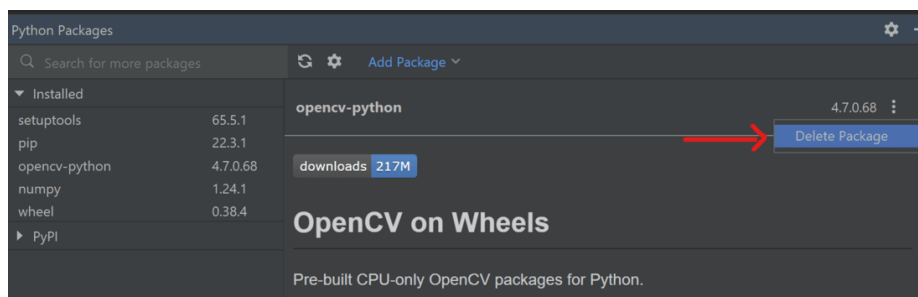 Python Packages
Search for more packages
Add Package
Installed
setuptools 65.5.1
pip 22.3.1
opencv-python 4.7.0.68
numpy 1.24.1
wheel 0.38.4
PyPI
opencv-python 4.7.0.68
Delete Package
downloads 217M
OpenCV on Wheels
Pre-built CPU-only OpenCV packages for Python.